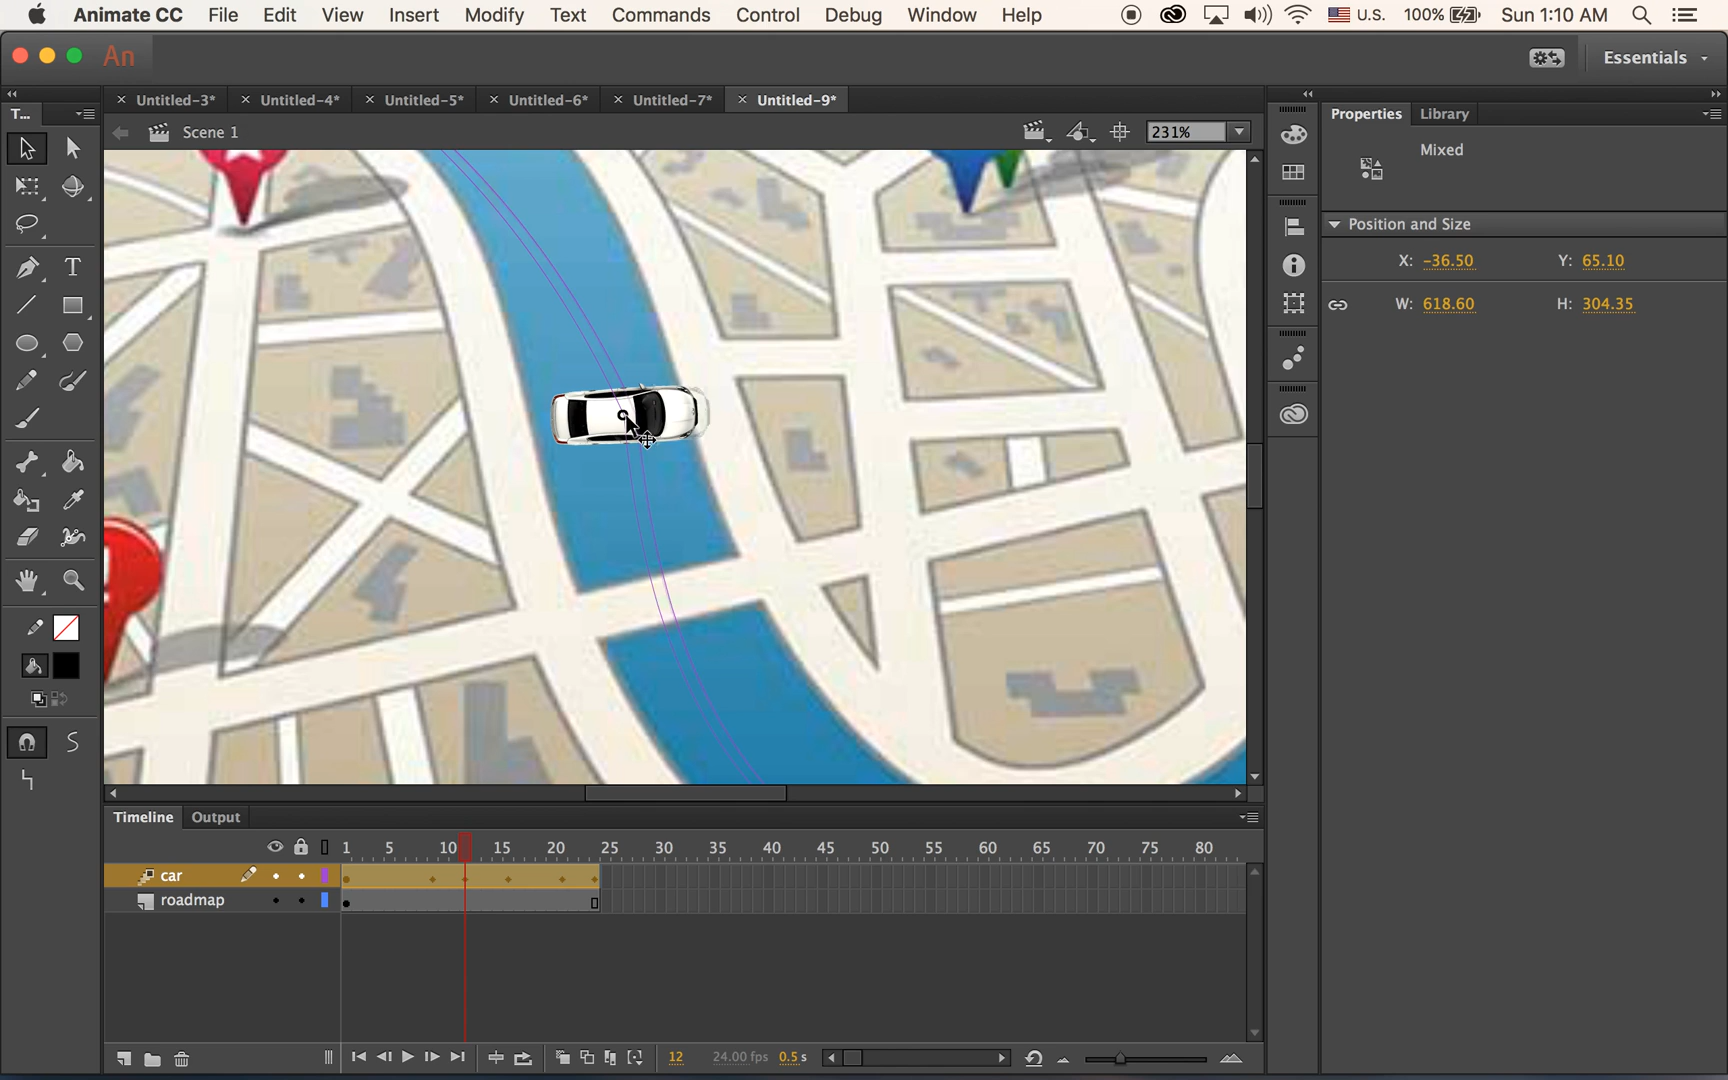 Animate CC File Edit View Insert Modify Text Commands Control Debug Window Help U.S. 100% Sun 1:10 AM
An Essentials
T... Untitled-3* Untitled-4* Untitled-5* Untitled-6* Untitled-7* Untitled-9* Properties Library
Scene 1 231%
Mixed
Position and Size
X: -36.50 Y: 65.10
W: 618.60 H: 304.35
Timeline Output
1 5 10 15 20 25 30 35 40 45 50 55 60 65 70 75 80
car
roadmap
12 24.00 fps 0.5 s